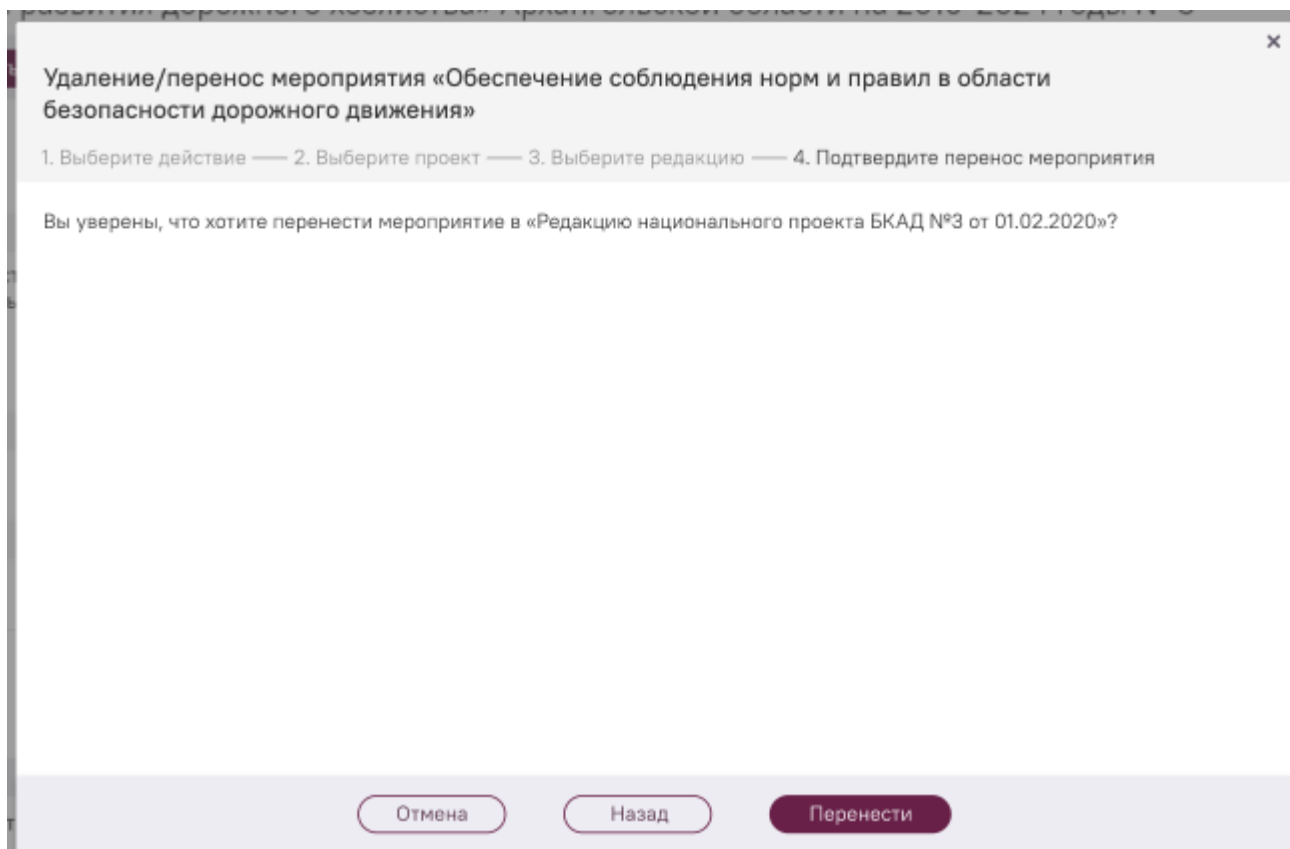 ×
Удаление/перенос мероприятия «Обеспечение соблюдения норм и правил в области
безопасности дорожного движения»
1. Выберите действие — 2. Выберите проект — 3. Выберите редакцию — 4. Подтвердите перенос мероприятия
Вы уверены, что хотите перенести мероприятие в «Редакцию национального проекта БКАД №3 от 01.02.2020»?
Отмена Назад Перенести